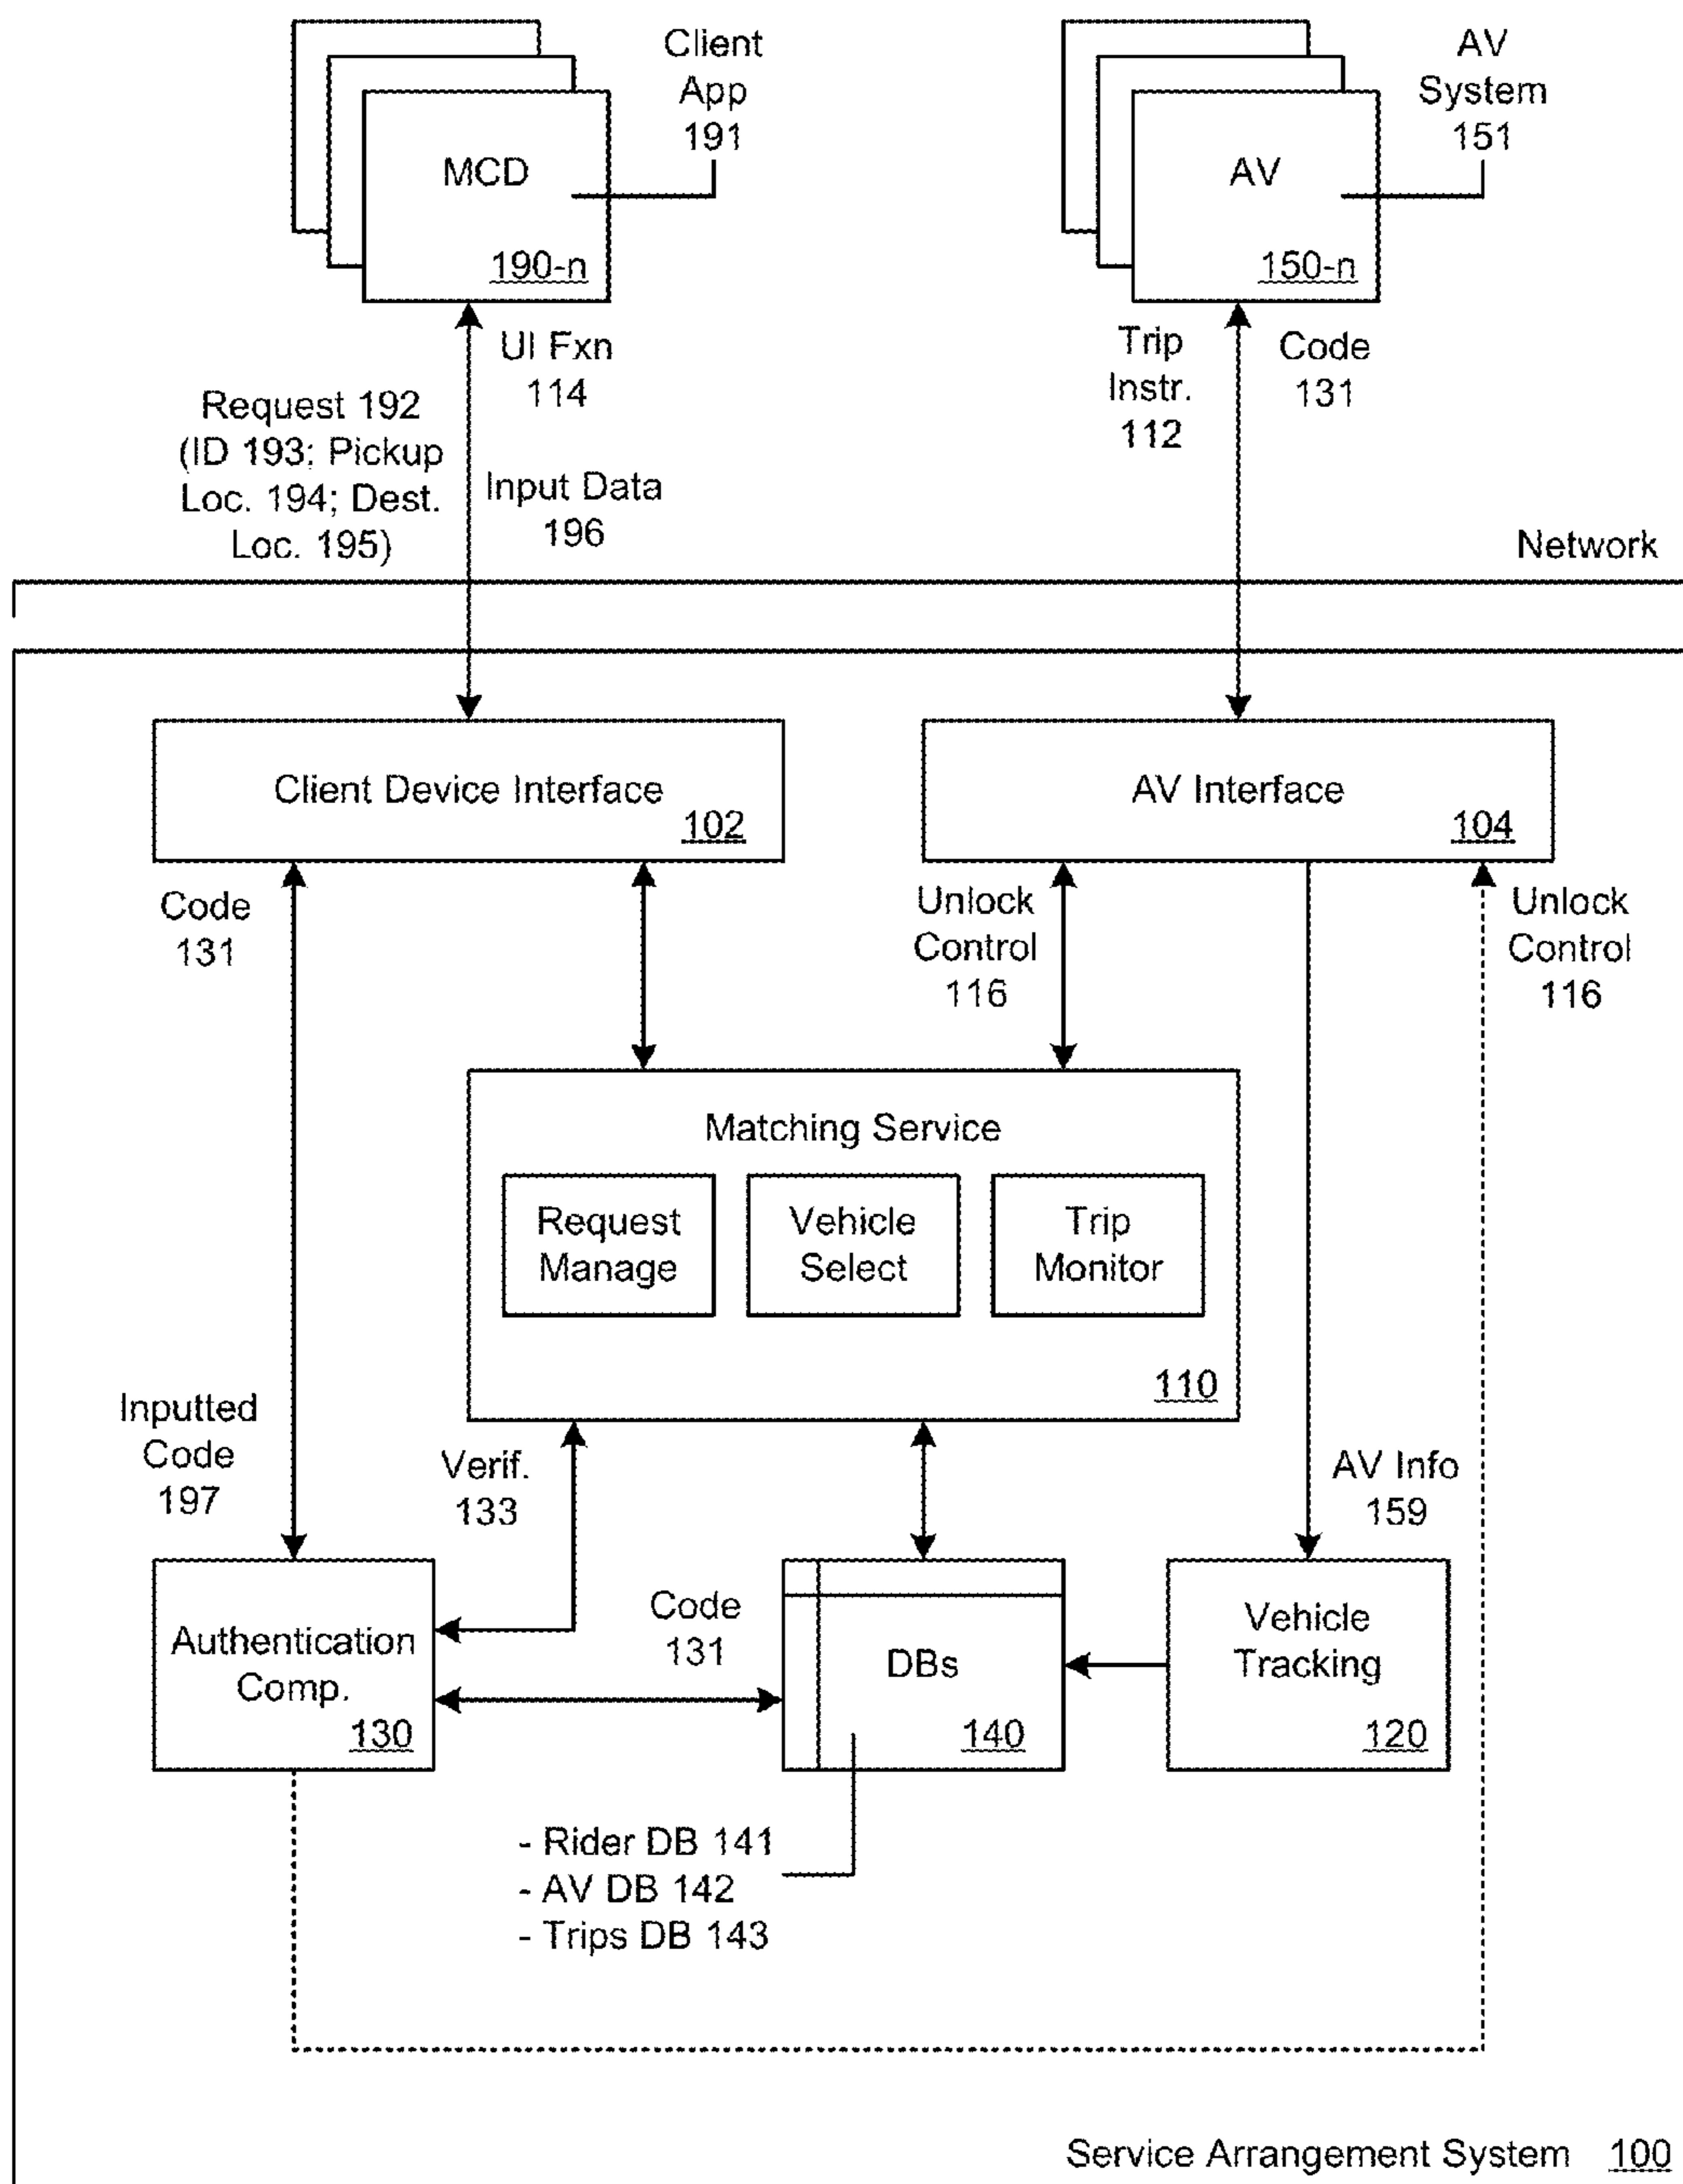 Client
App
191
AV
System
151
MCD
190-n
AV
150-n
UI Fxn
114
Trip
Instr.
112
Code
131
Request 192
(ID 193; Pickup
Loc. 194; Dest.
Loc. 195)
Input Data
196
Network
Client Device Interface
102
AV Interface
104
Code
131
Unlock
Control
116
Unlock
Control
116
Matching Service
Request
Manage
Vehicle
Select
Trip
Monitor
110
Inputted
Code
197
Verif.
133
AV Info
159
Authentication
Comp.
130
Code
131
DBs
140
Vehicle
Tracking
120
- Rider DB 141
- AV DB 142
- Trips DB 143
Service Arrangement System 100